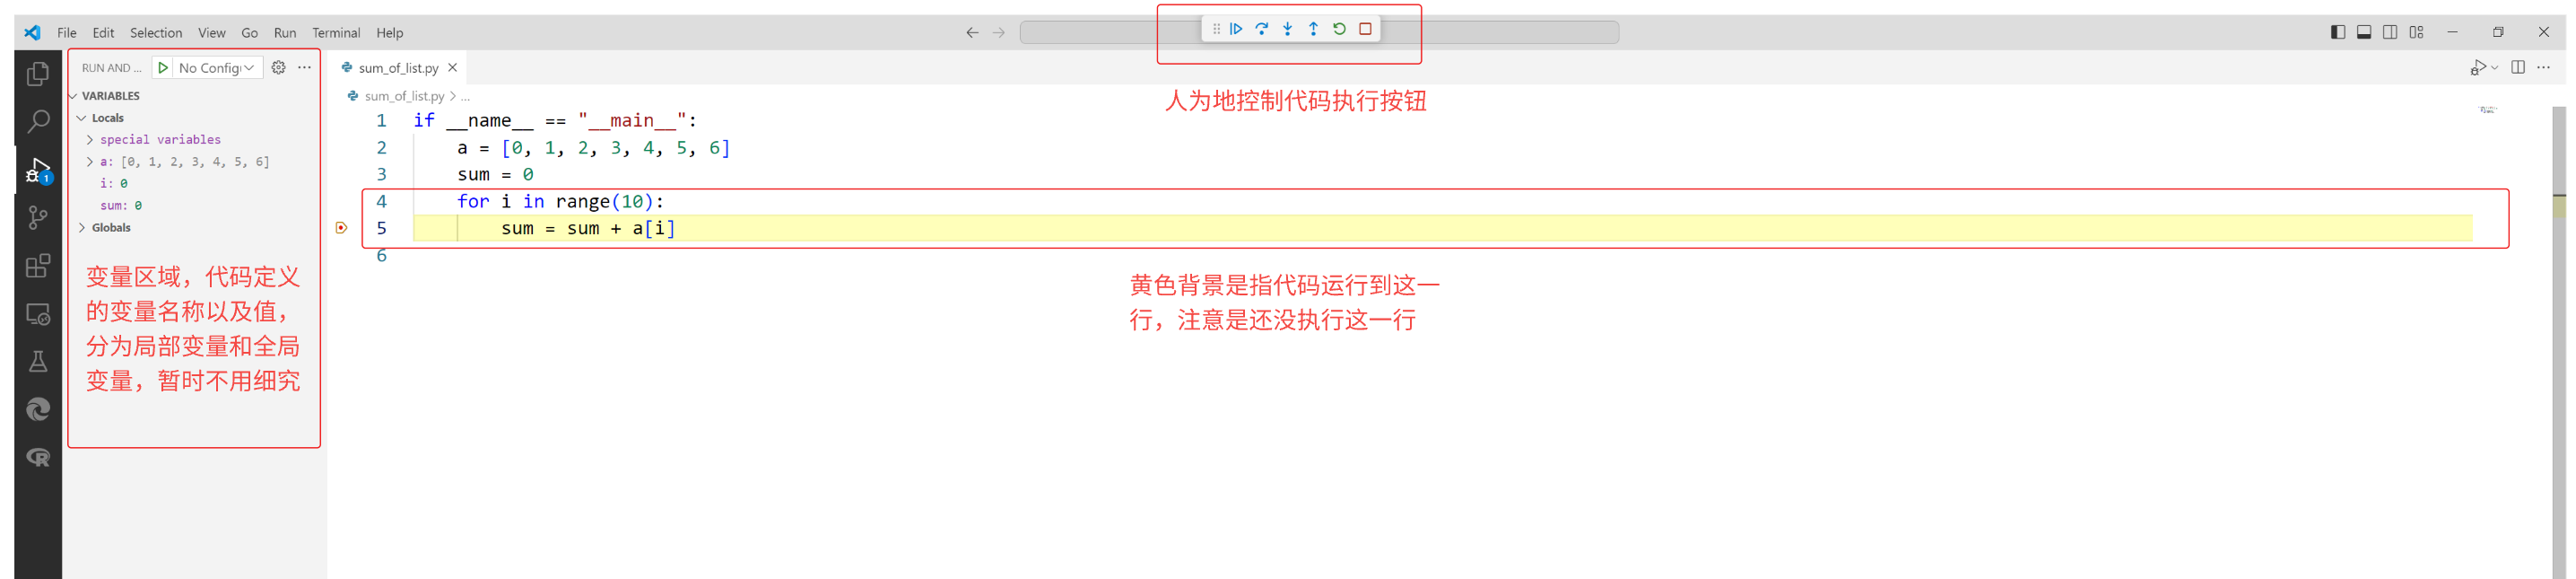 File Edit Selection View Go Run Terminal Help
RUN AND ... No Config
VARIABLES
Locals
special variables
a: [0, 1, 2, 3, 4, 5, 6]
i: 0
sum: 0
Globals
变量区域，代码定义
的变量名称以及值，
分为局部变量和全局
变量，暂时不用细究
1
sum_of_list.py
sum_of_list.py > ...
人为地控制代码执行按钮
1 if __name__ == "__main__":
2 a = [0, 1, 2, 3, 4, 5, 6]
3 sum = 0
4 for i in range(10):
5 sum = sum + a[i]
6
黄色背景是指代码运行到这一
行，注意是还没执行这一行